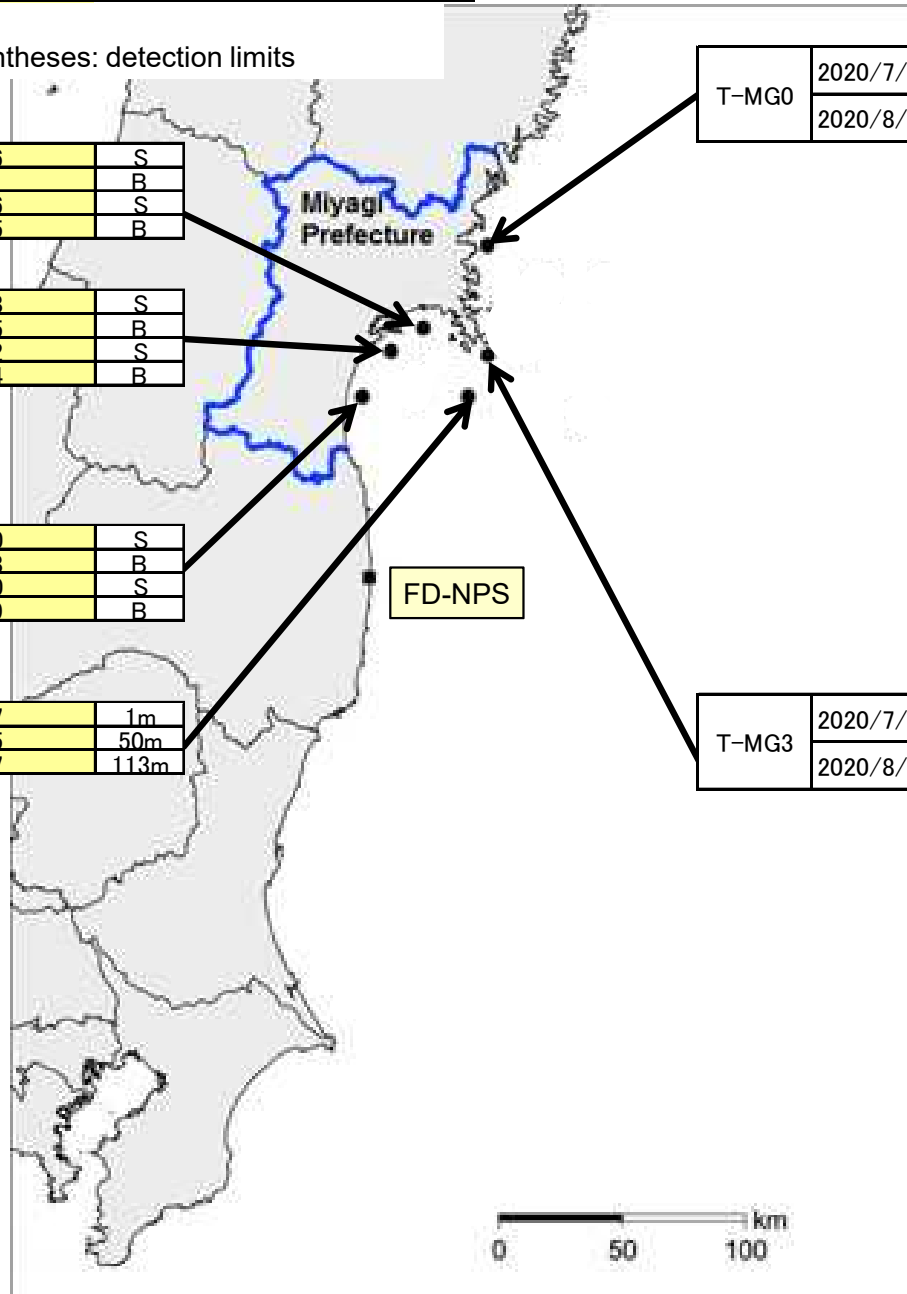 ntheses: detection limits
T-MG0
2020/7/
2020/8/
S
B
S
B
Miyagi
Prefecture
S
B
S
B
S
B
S
B
FD-NPS
1m
50m
113m
T-MG3
2020/7/
2020/8/
km
0 50 100